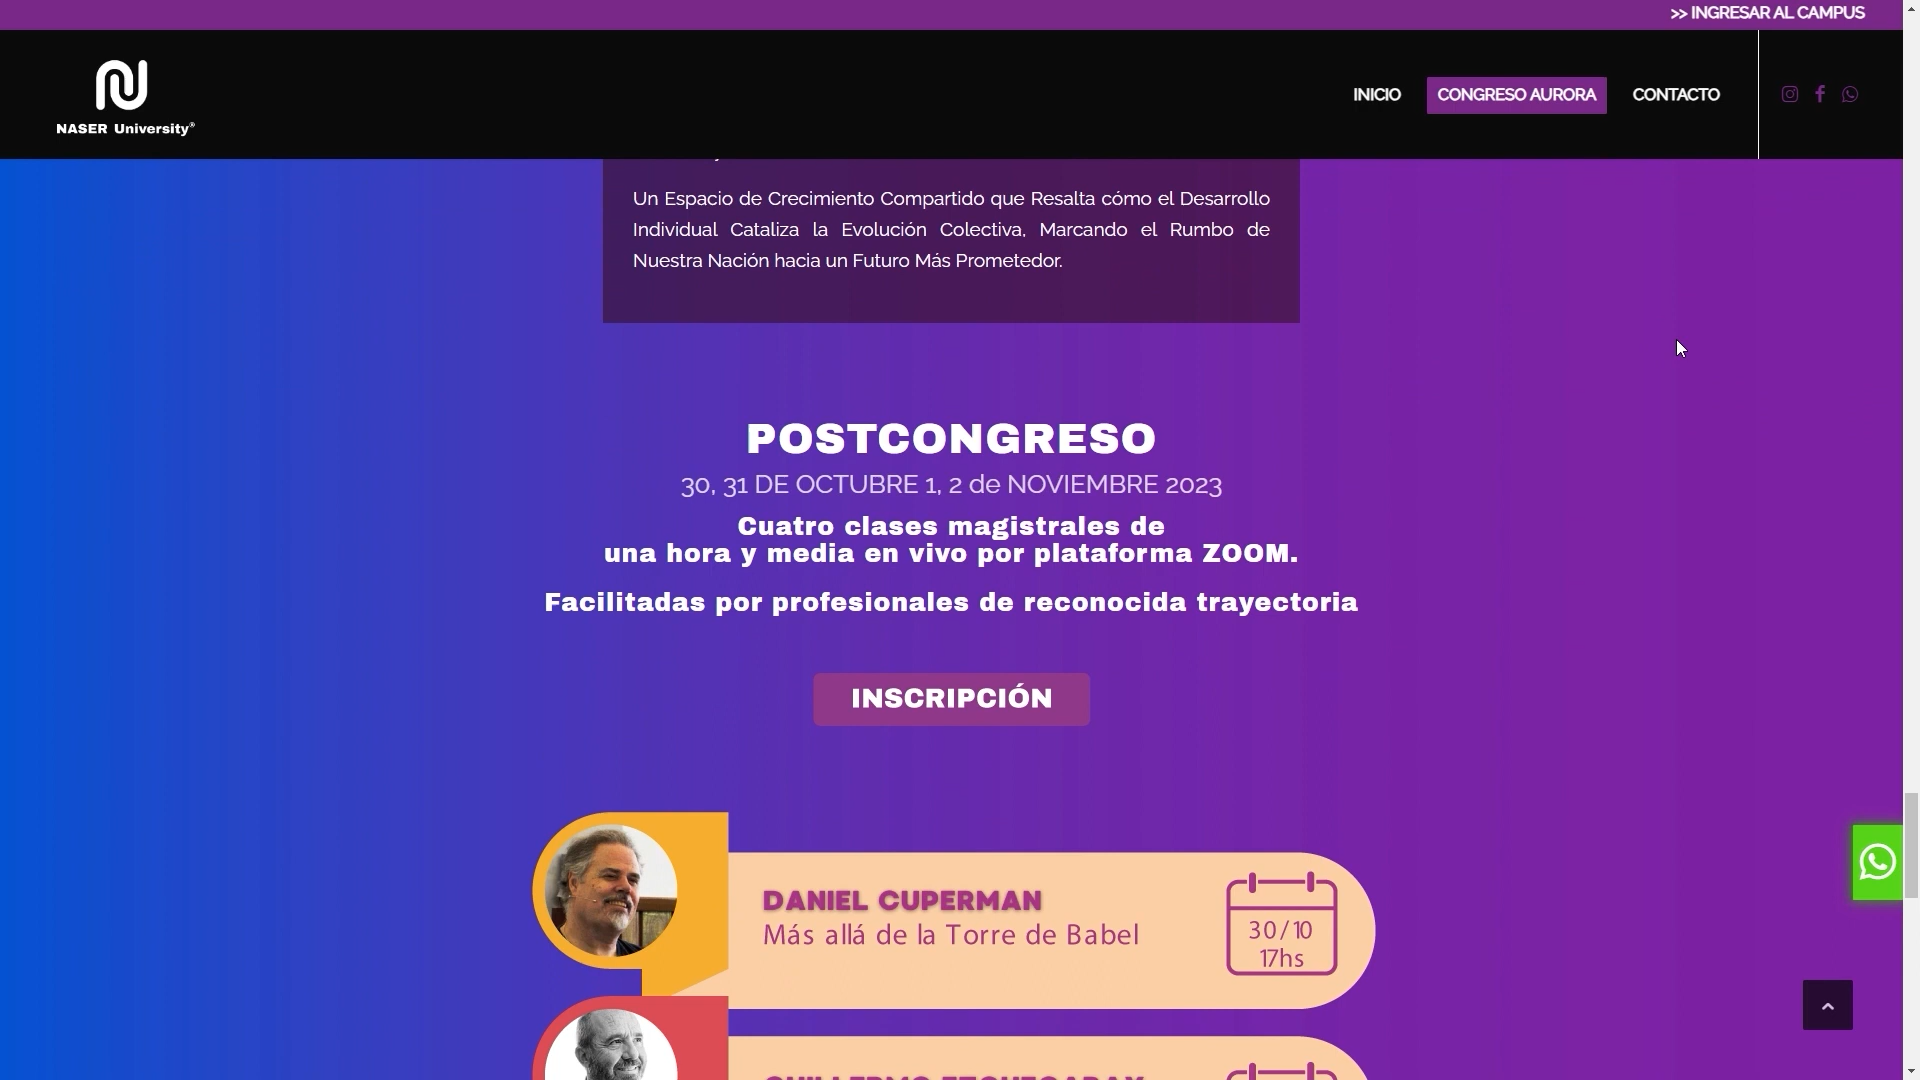 >> INGRESAR AL CAMPUS
NASER University®
INICIO
CONGRESO AURORA
CONTACTO
Un Espacio de Crecimiento Compartido que Resalta cómo el Desarrollo
Individual Cataliza la Evolución Colectiva, Marcando el Rumbo de
Nuestra Nación hacia un Futuro Más Prometedor.
POSTCONGRESO
30, 31 DE OCTUBRE 1, 2 de NOVIEMBRE 2023
Cuatro clases magistrales de
una hora y media en vivo por plataforma ZOOM.
Facilitadas por profesionales de reconocida trayectoria
INSCRIPCIÓN
DANIEL CUPERMAN
Más allá de la Torre de Babel
30/10
17hs